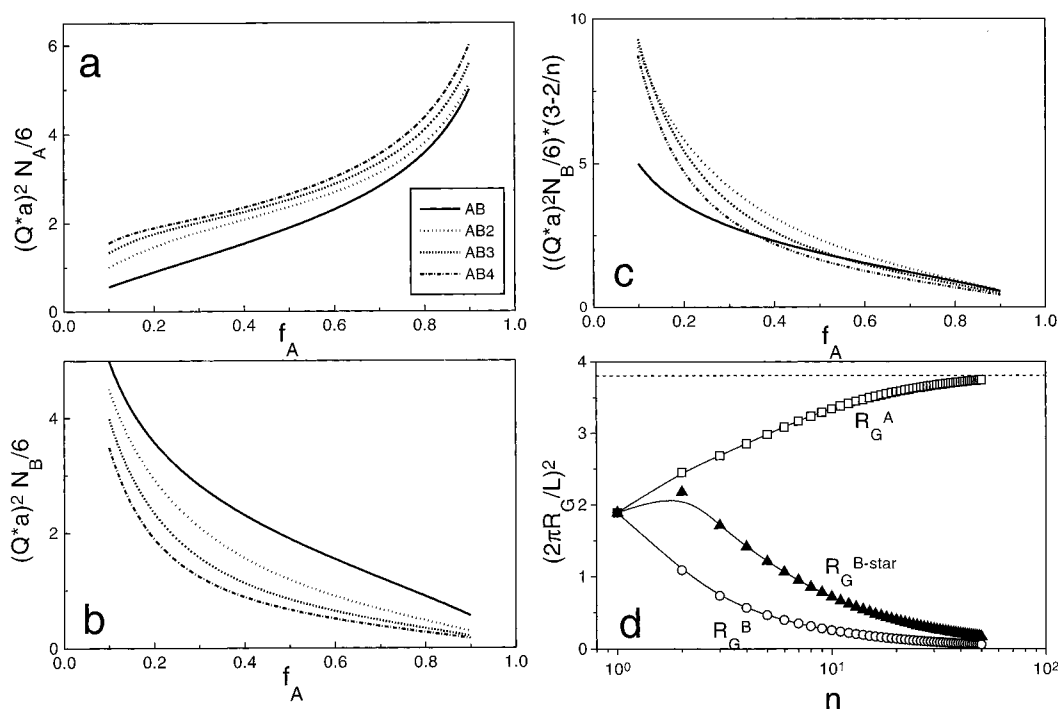 a
(Q*a)² N_A/6
6
4
2
0
0.0 0.2 0.4 0.6 0.8 1.0
f_A
AB
AB2
AB3
AB4
b
(Q*a)² N_B/6
4
2
0
0.0 0.2 0.4 0.6 0.8 1.0
f_A
c
((Q*a)²N_B/6)*(3-2/n)
10
5
0
0.0 0.2 0.4 0.6 0.8 1.0
f_A
d
(2πR_G/L)²
4
3
2
1
0
R_G^A
R_G^B-star
R_G^B
10⁰ 10¹ 10²
n